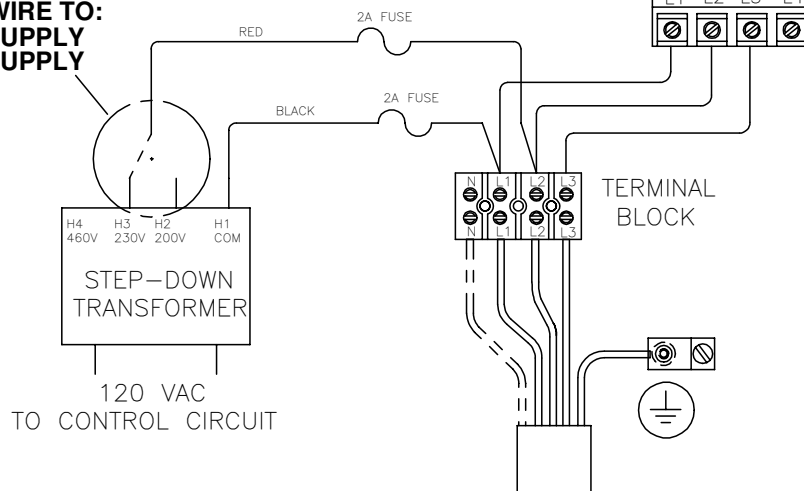 WIRE TO:
UPPLY
UPPLY
RED
2A FUSE
BLACK
2A FUSE
L1 L2 L3
N L1 L2 L3
N L1 L2 L3
TERMINAL
BLOCK
H4 H3 H2 H1
460V 230V 200V COM
STEP-DOWN
TRANSFORMER
120 VAC
TO CONTROL CIRCUIT